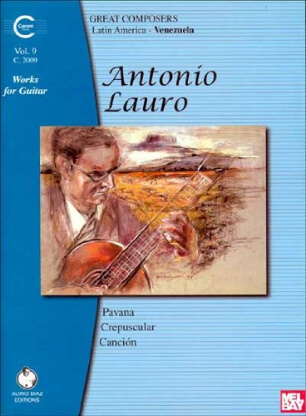 Caroni
GREAT COMPOSERS
Latin America - Venezuela
Vol. 9
C. 2009
Works
for Guitar
Antonio
Lauro
Pavana
Crepuscular
Canción
ALIRIO DIAZ
EDITIONS
MEL BAY